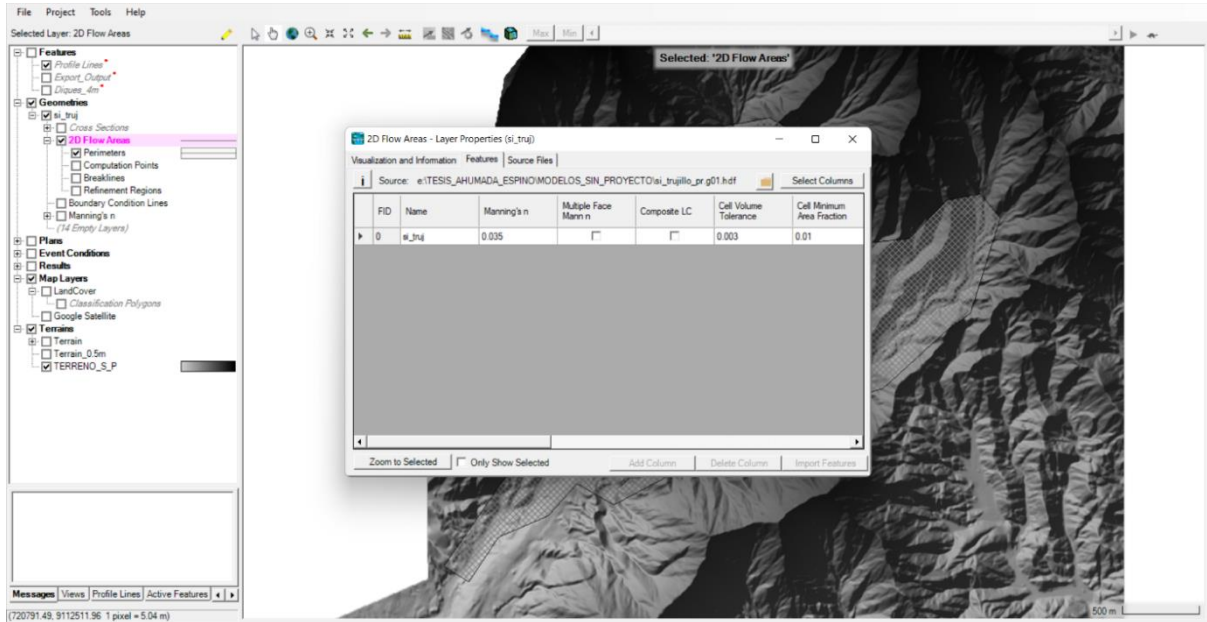 File Project Tools Help
Selected Layer: 2D Flow Areas
Max Min
Selected: '2D Flow Areas'
Features
Profile Lines
Export_Output
Diques_4m
Geometries
si_truj
Cross Sections
2D Flow Areas
Perimeters
Computation Points
Breaklines
Refinement Regions
Boundary Condition Lines
Manning's n
(14 Empty Layers)
Plans
Event Conditions
Results
Map Layers
LandCover
Classification Polygons
Google Satellite
Terrains
Terrain
Terrain_0.5m
TERRENO_S_P
2D Flow Areas - Layer Properties (si_truj)
Visualization and Information Features Source Files
i Source: e:\TESIS_AHUMADA_ESPINO\MODELOS_SIN_PROYECTO\si_trujillo_pr.g01.hdf Select Columns
FID Name Manning's n Multiple Face Mann n Composite LC Cell Volume Tolerance Cell Minimum Area Fraction
0 si_truj 0.035 0.003 0.01
Zoom to Selected Only Show Selected Add Column Delete Column Import Features
Messages Views Profile Lines Active Features
(720791.49, 9112511.96 1 pixel = 5.04 m)
500 m